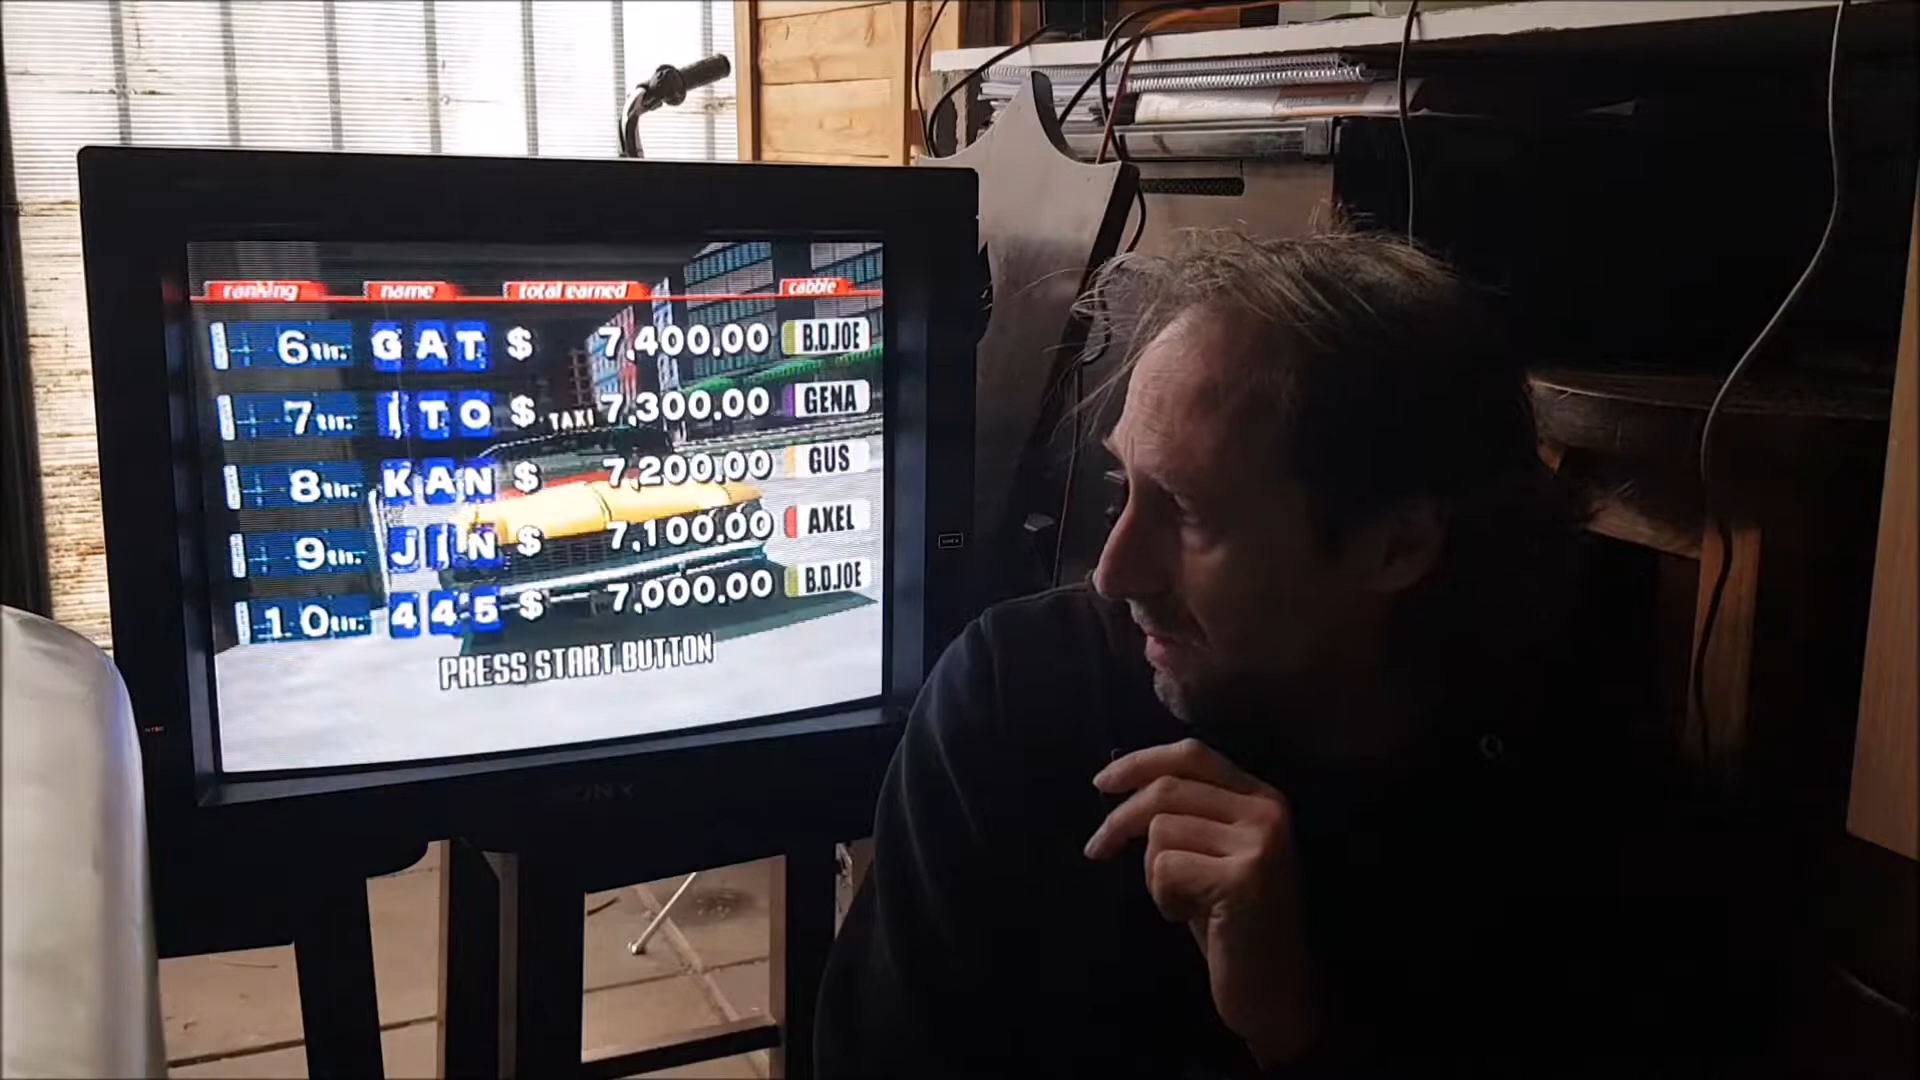 ranking name total earned cabbie
6th. GAT $ 7,400.00 B.D.JOE
7th. ITO $ 7,300.00 GENA
TAXI
8th. KAN $ 7,200.00 GUS
9th. JIN $ 7,100.00 AXEL
10th. 445 $ 7,000.00 B.D.JOE
PRESS START BUTTON
SONY